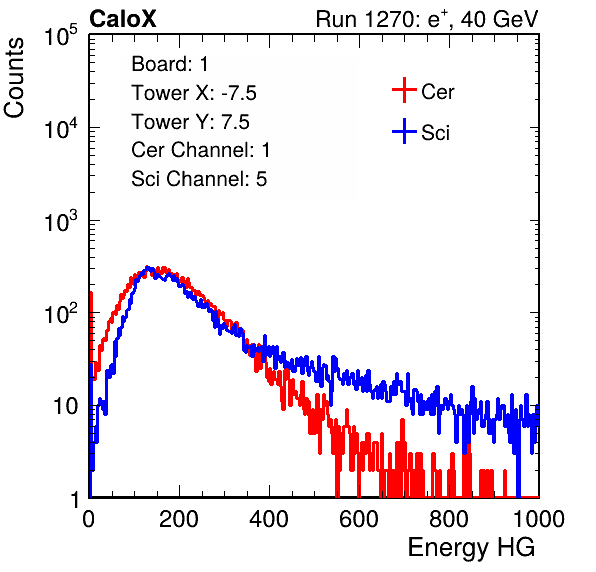 CaloX Run 1270: e⁺, 40 GeV
Counts
10⁵
10⁴
10³
10²
10
1
Board: 1
Tower X: -7.5
Tower Y: 7.5
Cer Channel: 1
Sci Channel: 5
Cer
Sci
0 200 400 600 800 1000
Energy HG